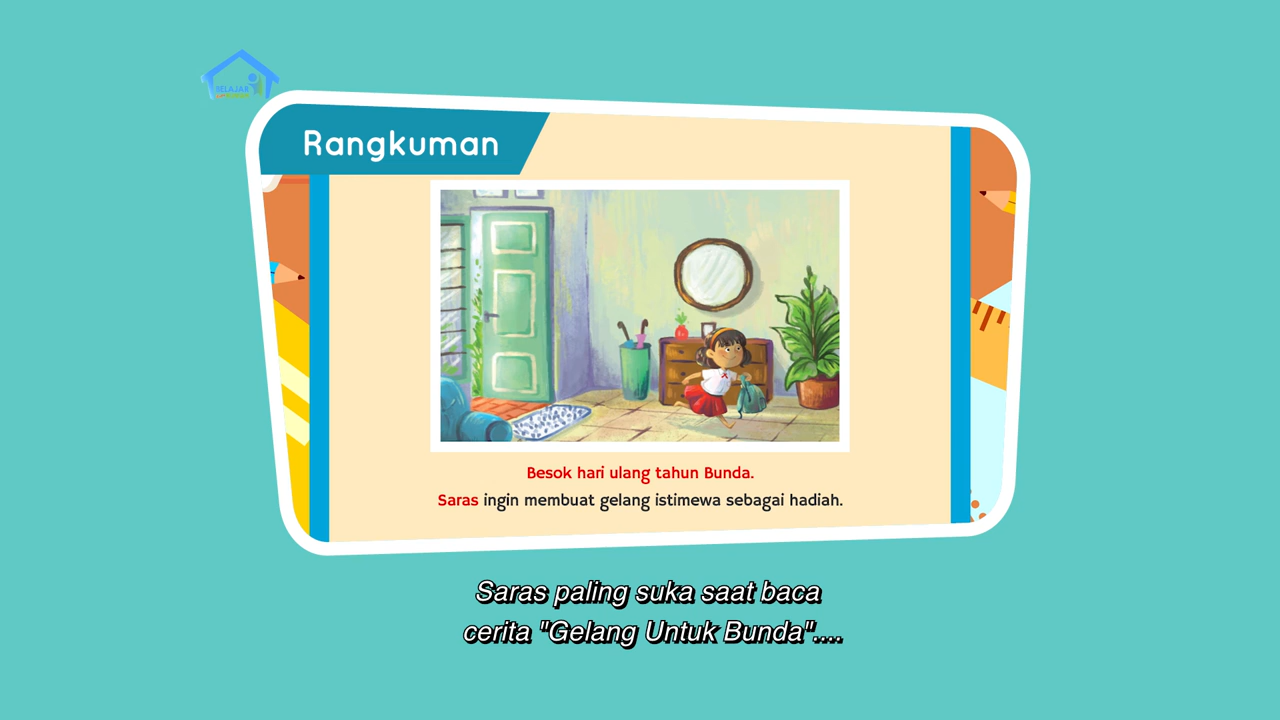 BELAJAR
Rangkuman
Besok hari ulang tahun Bunda.
Saras ingin membuat gelang istimewa sebagai hadiah.
Saras paling suka saat baca
cerita "Gelang Untuk Bunda"....